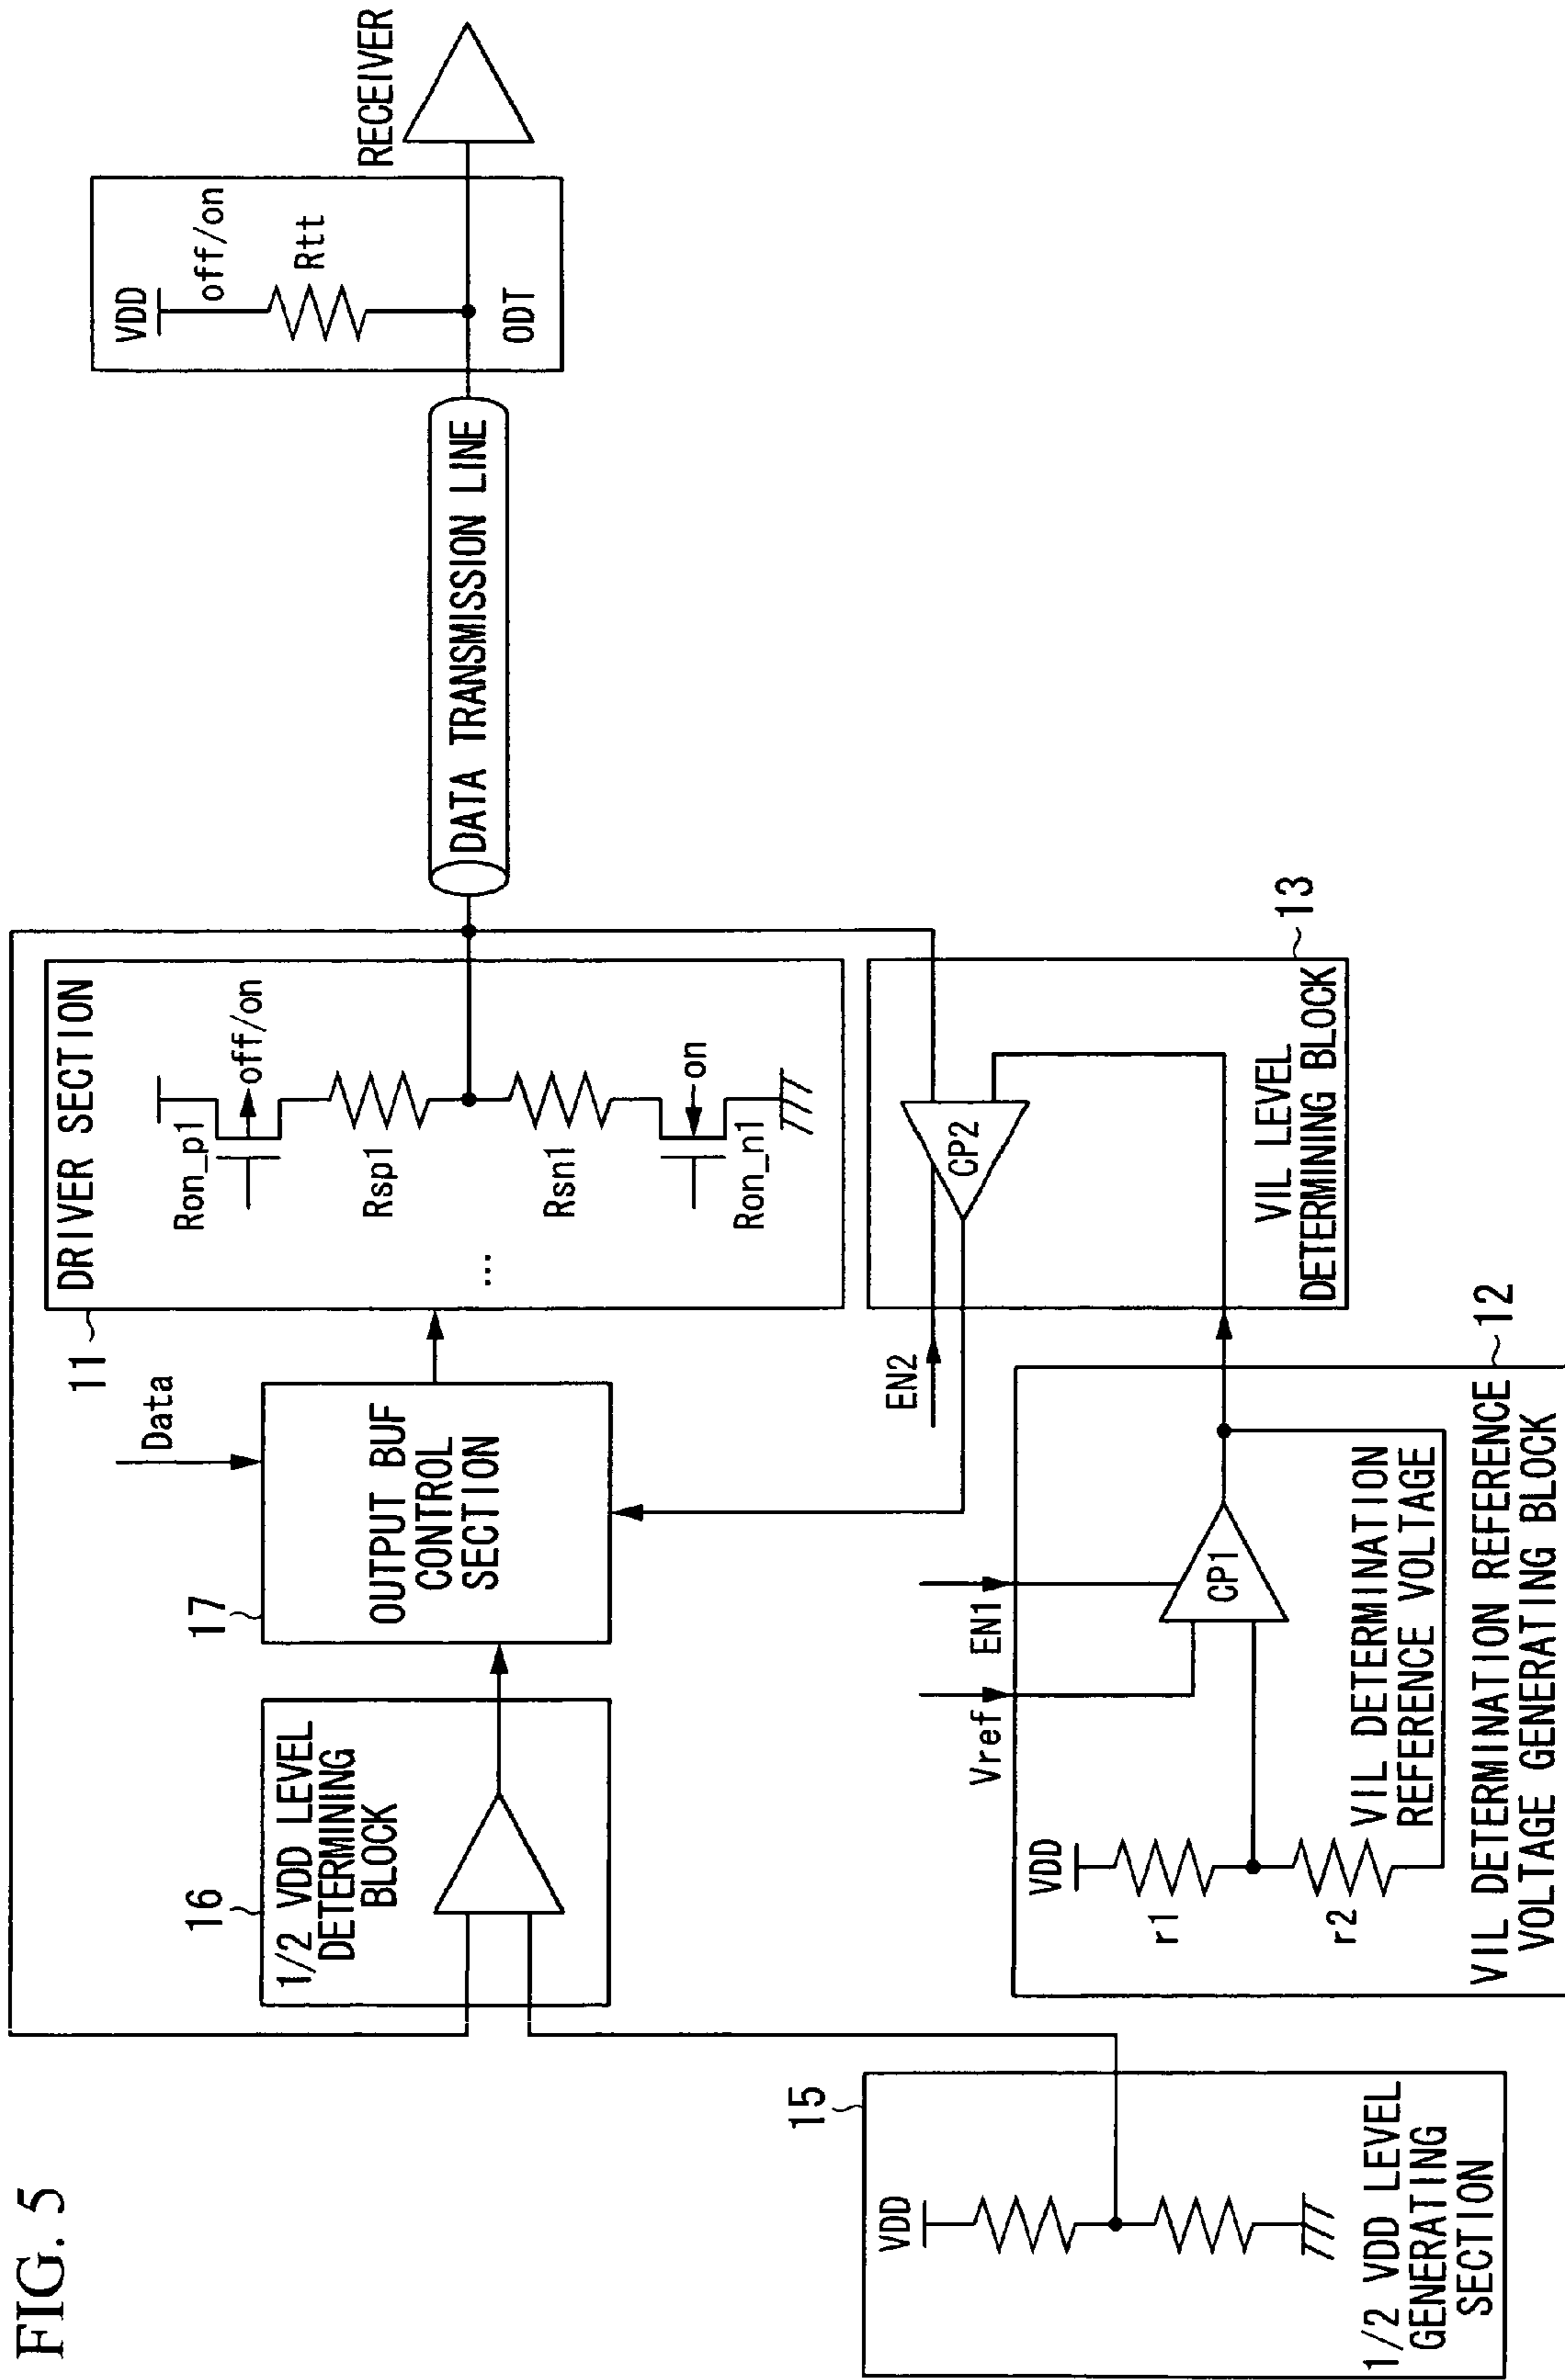 FIG. 5
15
VDD
1/2 VDD LEVEL
GENERATING
SECTION
16
1/2 VDD LEVEL
DETERMINING
BLOCK
17
Data
OUTPUT BUF
CONTROL
SECTION
11
DRIVER SECTION
Ron_p1
off/on
Rsp1
Rsn1
Ron_n1
on
...
DATA TRANSMISSION LINE
VDD
off/on
Rtt
ODT
RECEIVER
EN2
CP2
13
VIL LEVEL
DETERMINING BLOCK
12
Vref
EN1
VDD
r1
r2
CP1
VIL DETERMINATION
REFERENCE VOLTAGE
VIL DETERMINATION REFERENCE
VOLTAGE GENERATING BLOCK